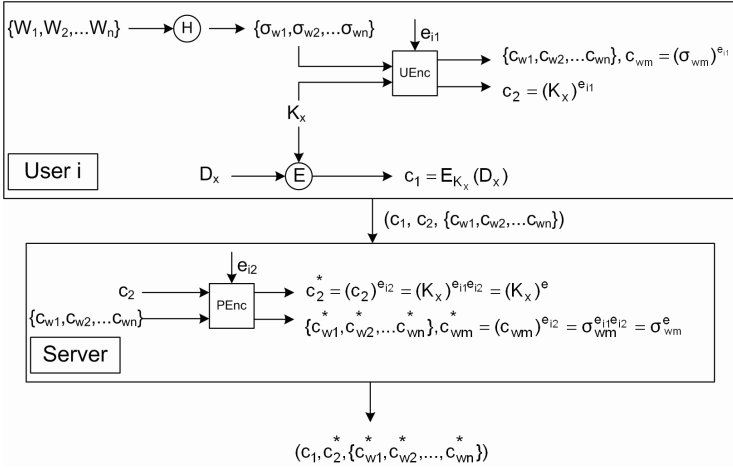 {W₁,W₂,...Wₙ} H {σw1,σw2,...σwn} eᵢ₁
UEnc {cw1,cw2,...cwn}, cwm = (σwm)^ei1
c₂ = (Kₓ)^ei1
Kₓ
User i
Dₓ E c₁ = E_Kₓ(Dₓ)
(c₁, c₂, {cw1,cw2,...cwn})
eᵢ₂
c₂ PEnc c₂* = (c₂)^ei2 = (Kₓ)^ei1ei2 = (Kₓ)^e
{cw1,cw2,...cwn} {c*w1,c*w2,...c*wn},c*wm = (cwm)^ei2 = σwm^ei1ei2 = σwm^e
Server
(c₁,c₂*,{c*w1,c*w2,...,c*wn})